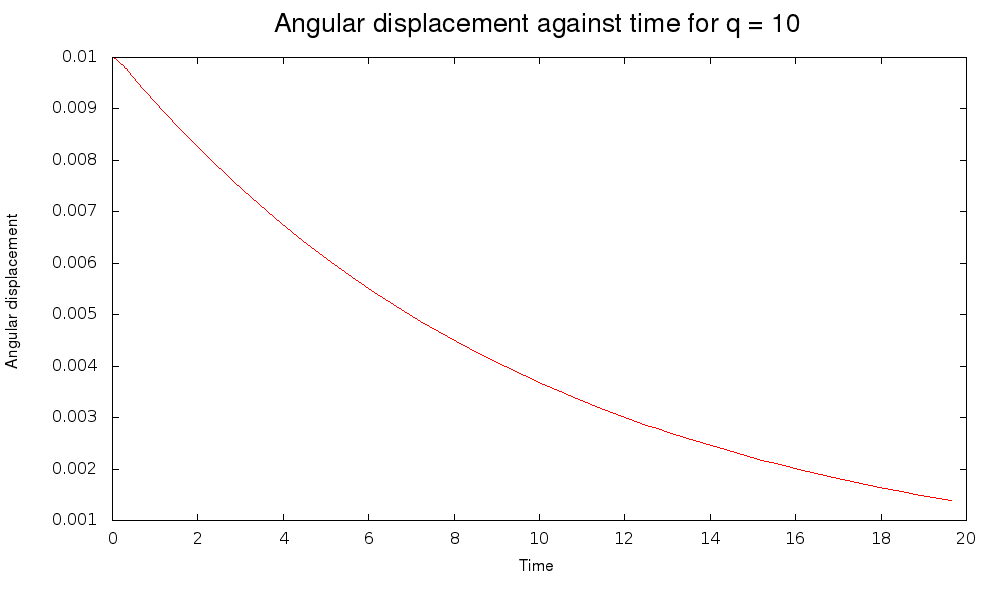 Angular displacement against time for q = 10
0.01
0.009
0.008
0.007
0.006
0.005
0.004
0.003
0.002
0.001
Angular displacement
0 2 4 6 8 10 12 14 16 18 20
Time